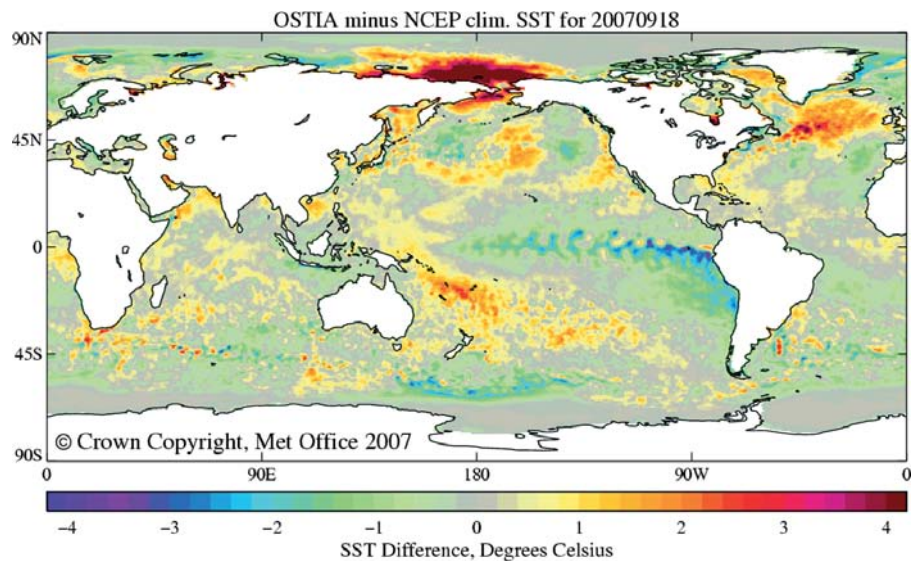 OSTIA minus NCEP clim. SST for 20070918
90N
45N
0
45S
90S
© Crown Copyright, Met Office 2007
0 90E 180 90W 0
−4 −3 −2 −1 0 1 2 3 4
SST Difference, Degrees Celsius